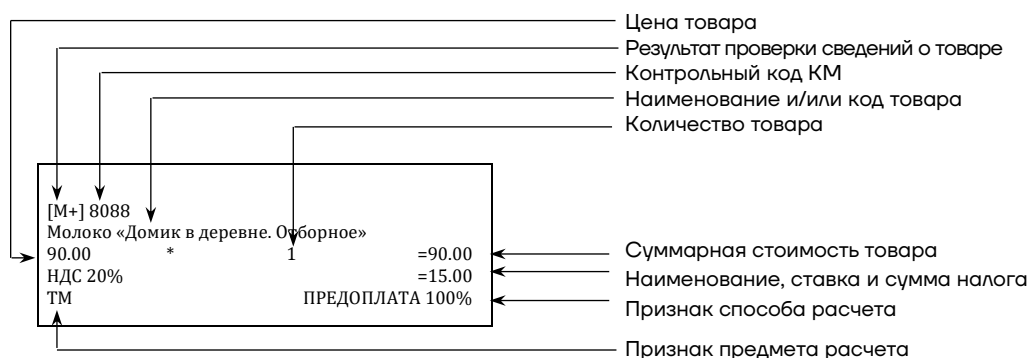 Цена товара
Результат проверки сведений о товаре
Контрольный код КМ
Наименование и/или код товара
Количество товара
[М+] 8088
Молоко «Домик в деревне. Отборное»
90.00 * 1 =90.00
НДС 20% =15.00
ТМ ПРЕДОПЛАТА 100%
Суммарная стоимость товара
Наименование, ставка и сумма налога
Признак способа расчета
Признак предмета расчета